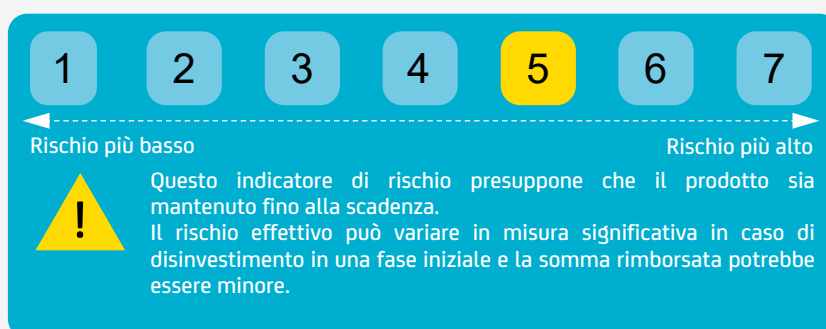 1 2 3 4 5 6 7
Rischio più basso Rischio più alto
! Questo indicatore di rischio presuppone che il prodotto sia
mantenuto fino alla scadenza.
Il rischio effettivo può variare in misura significativa in caso di
disinvestimento in una fase iniziale e la somma rimborsata potrebbe
essere minore.